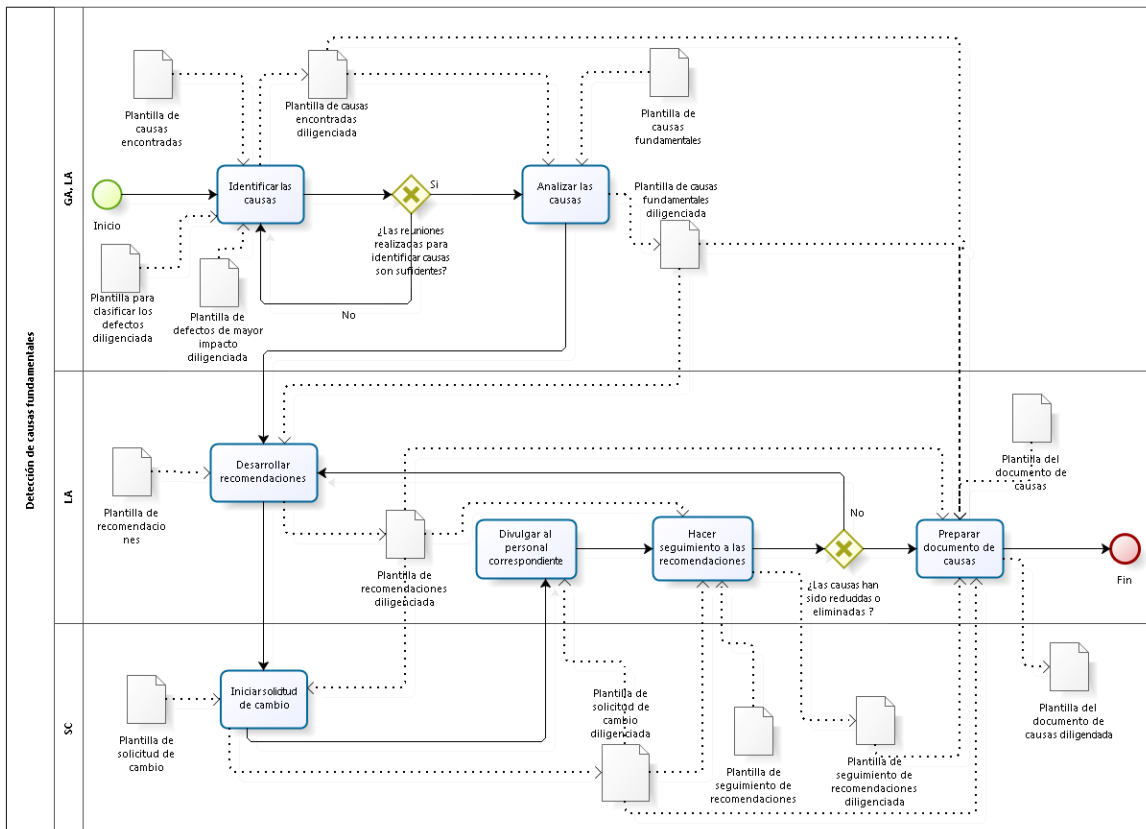 Detección de causas fundamentales
GA, LA
Plantilla de
causas
encontradas
Plantilla de causas
encontradas
diligenciada
Plantilla de
causas
fundamentales
Inicio
Identificar las
causas
Si
¿Las reuniones
realizadas para
identificar causas
son suficientes?
No
Analizar las
causas
Plantilla de causas
fundamentales
diligenciada
Plantilla para
clasificar los
defectos
diligenciada
Plantilla de
defectos de mayor
impacto
diligenciada
LA
Plantilla de
recomendacio
nes
Desarrollar
recomendaciones
Plantilla de
recomendaciones
diligenciada
Divulgar al
personal
correspondiente
Hacer
seguimiento a las
recomendaciones
No
¿Las causas han
sido reducidas o
eliminadas ?
Plantilla del
documento de
causas
Preparar
documento de
causas
Fin
SC
Plantilla de
solicitud de
cambio
Iniciar solicitud
de cambio
Plantilla de
solicitud de
cambio
diligenciada
Plantilla de
seguimiento de
recomendaciones
Plantilla de
seguimiento de
recomendaciones
diligenciada
Plantilla del
documento de
causas diligenciada